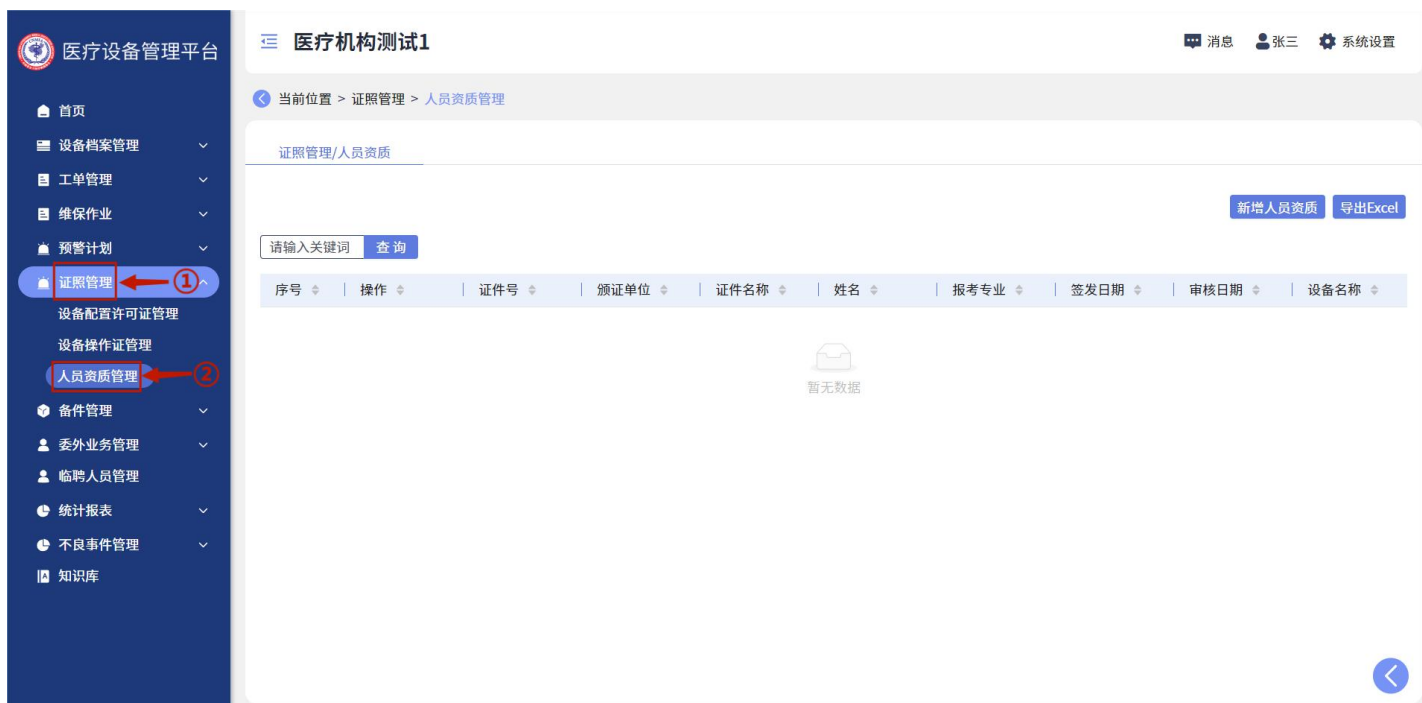 医疗设备管理平台
医疗机构测试1
消息 张三 系统设置
首页
设备档案管理
工单管理
维保作业
预警计划
证照管理 ①
设备配置许可证管理
设备操作证管理
人员资质管理 ②
备件管理
委外业务管理
临聘人员管理
统计报表
不良事件管理
知识库
当前位置 > 证照管理 > 人员资质管理
证照管理/人员资质
新增人员资质 导出Excel
请输入关键词 查询
序号 操作 证件号 颁证单位 证件名称 姓名 报考专业 签发日期 审核日期 设备名称
暂无数据